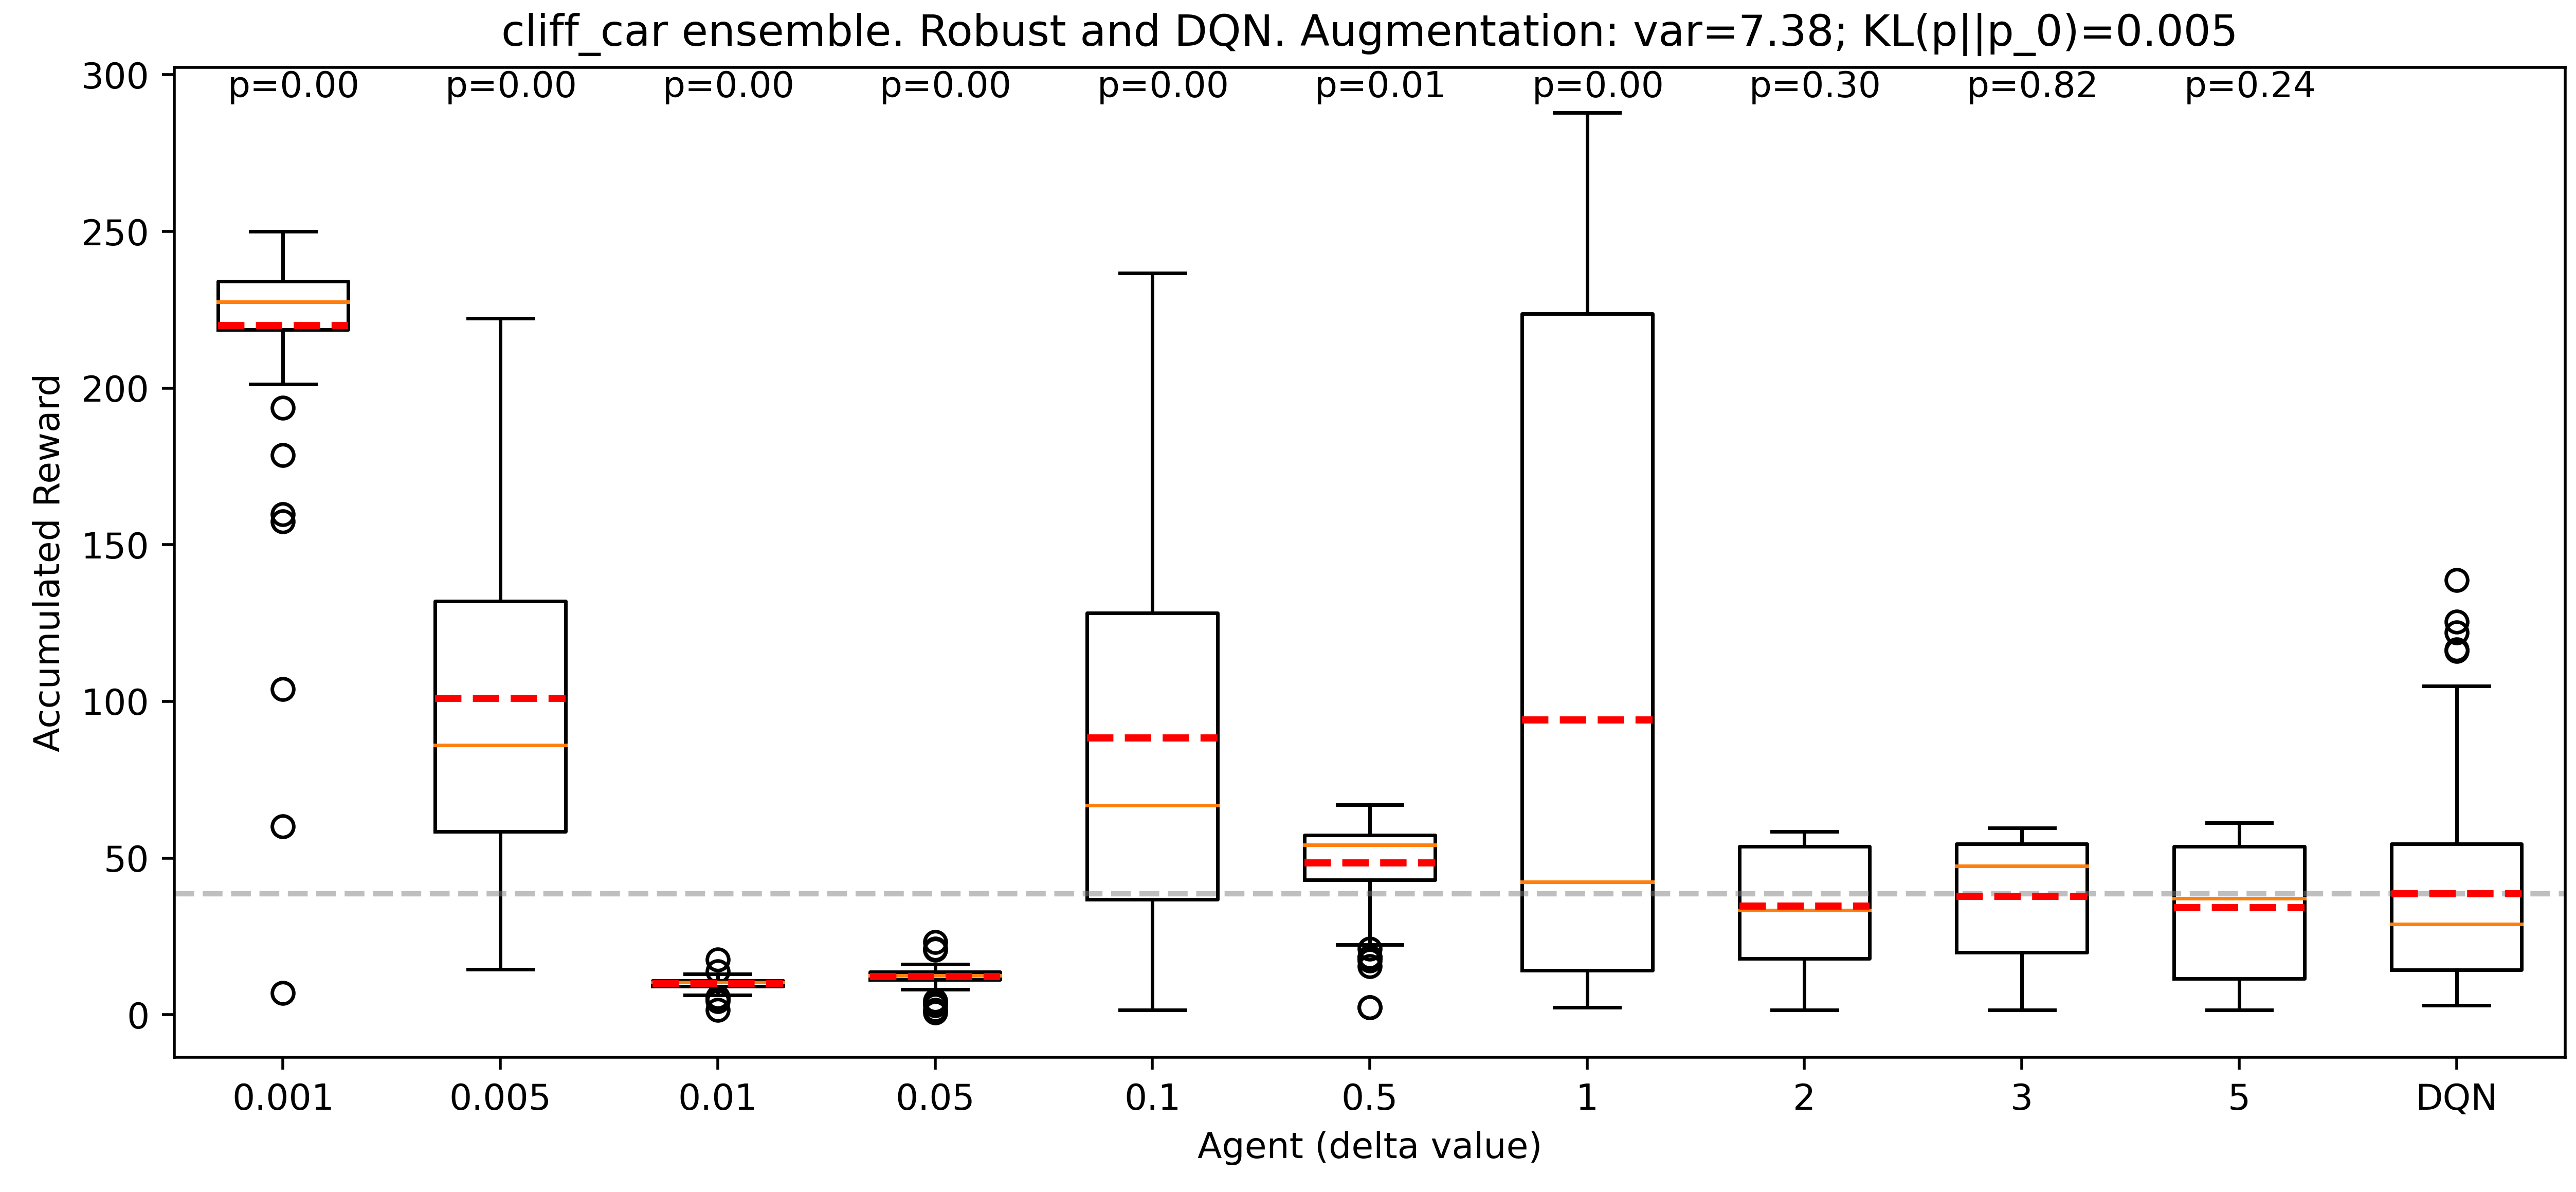 cliff_car ensemble. Robust and DQN. Augmentation: var=7.38; KL(p||p_0)=0.005
p=0.00 p=0.00 p=0.00 p=0.00 p=0.00 p=0.01 p=0.00 p=0.30 p=0.82 p=0.24
300
250
200
150
100
50
0
Accumulated Reward
0.001 0.005 0.01 0.05 0.1 0.5 1 2 3 5 DQN
Agent (delta value)